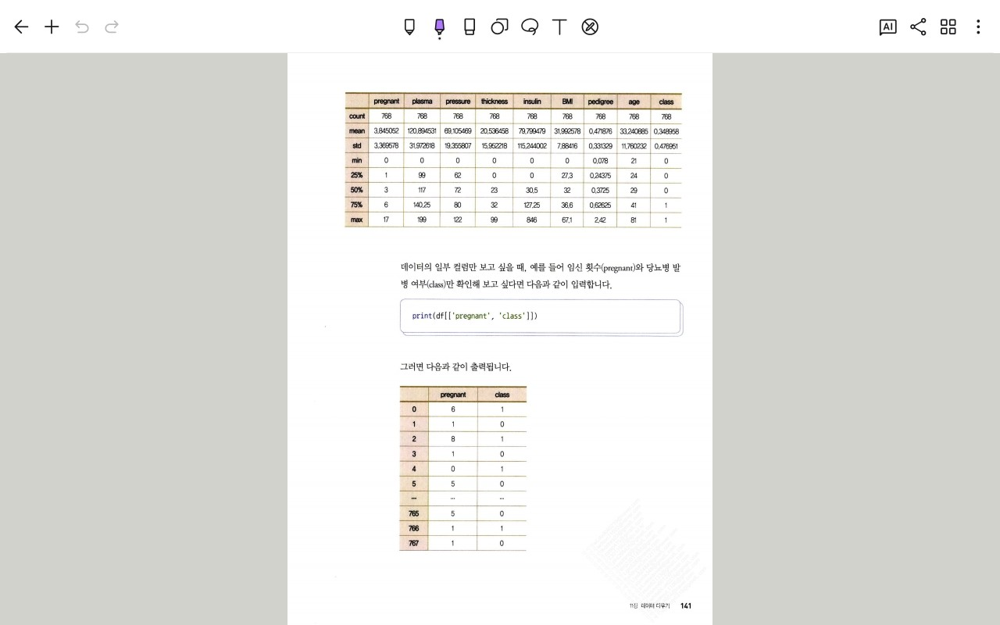 AI
pregnant plasma pressure thickness insulin BMI pedigree age class
count 768 768 768 768 768 768 768 768 768
mean 3,845052 120,894531 69,105469 20,536458 79,799479 31,992578 0,471876 33,240885 0,348958
std 3,369578 31,972618 19,355807 15,952218 115,244002 7,88416 0,331329 11,760232 0,476951
min 0 0 0 0 0 0 0,078 21 0
25% 1 99 62 0 0 27,3 0,24375 24 0
50% 3 117 72 23 30,5 32 0,3725 29 0
75% 6 140,25 80 32 127,25 36,6 0,62625 41 1
max 17 199 122 99 846 67,1 2,42 81 1
데이터의 일부 컬럼만 보고 싶을 때, 예를 들어 임신 횟수(pregnant)와 당뇨병 발
병 여부(class)만 확인해 보고 싶다면 다음과 같이 입력합니다.
print(df[['pregnant', 'class']])
그러면 다음과 같이 출력됩니다.
pregnant class
0 6 1
1 1 0
2 8 1
3 1 0
4 0 1
5 5 0
... ... ...
765 5 0
766 1 1
767 1 0
11장 데이터 다루기 141